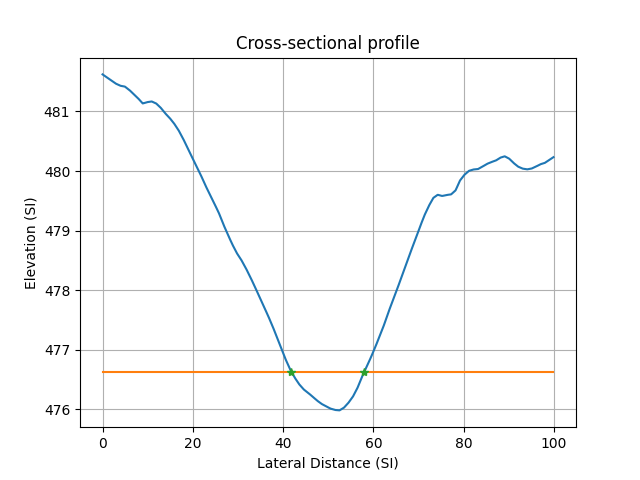 Cross-sectional profile
Elevation (SI)
481
480
479
478
477
476
0 20 40 60 80 100
Lateral Distance (SI)